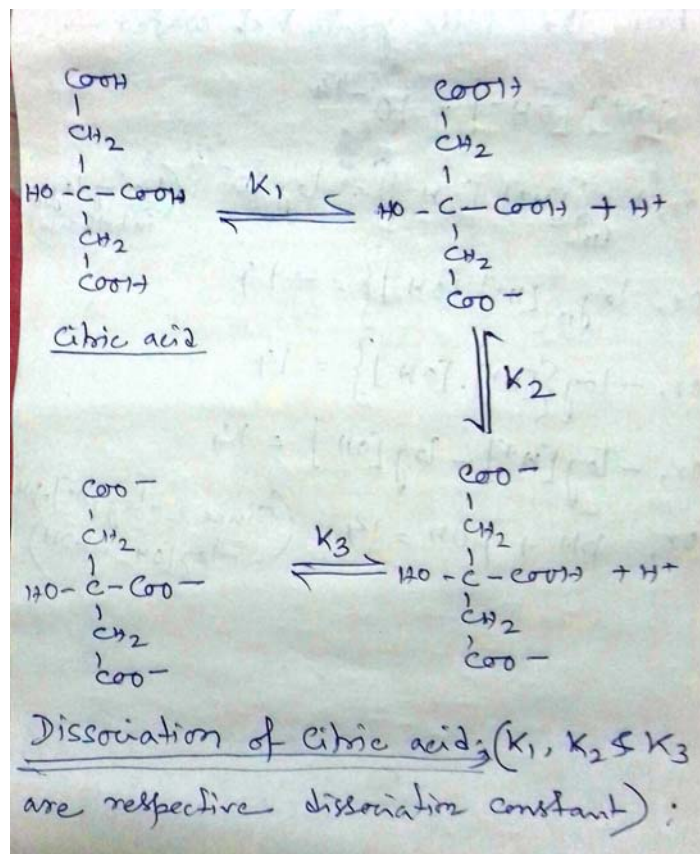 COOH COOH
CH2 CH2
HO-C-COOH K1 HO-C-COOH + H+
CH2 CH2
COOH COO-
Citric acid
K2
COO- COO-
CH2 CH2
HO-C-COO- K3 HO-C-COOH + H+
CH2 CH2
COO- COO-
Dissociation of Citric acid; (K1, K2 & K3
are respective dissociation constant):